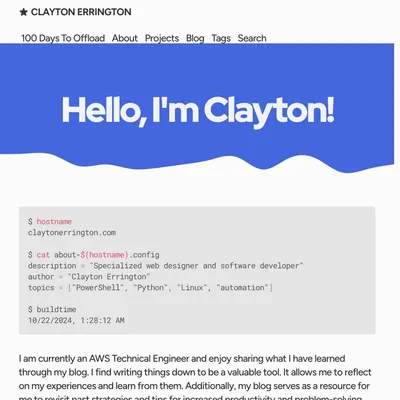 ★ CLAYTON ERRINGTON
100 Days To Offload About Projects Blog Tags Search
Hello, I'm Clayton!
$ hostname
claytonerrington.com
$ cat about-$(hostname).config
description = "Specialized web designer and software developer"
author = "Clayton Errington"
topics = ["PowerShell", "Python", "Linux", "automation"]
$ buildtime
10/22/2024, 1:28:12 AM
I am currently an AWS Technical Engineer and enjoy sharing what I have learned
through my blog. I find writing things down to be a valuable tool. It allows me to reflect
on my experiences and learn from them. Additionally, my blog serves as a resource for
me to revisit past strategies and tips for increased productivity and problem-solving.